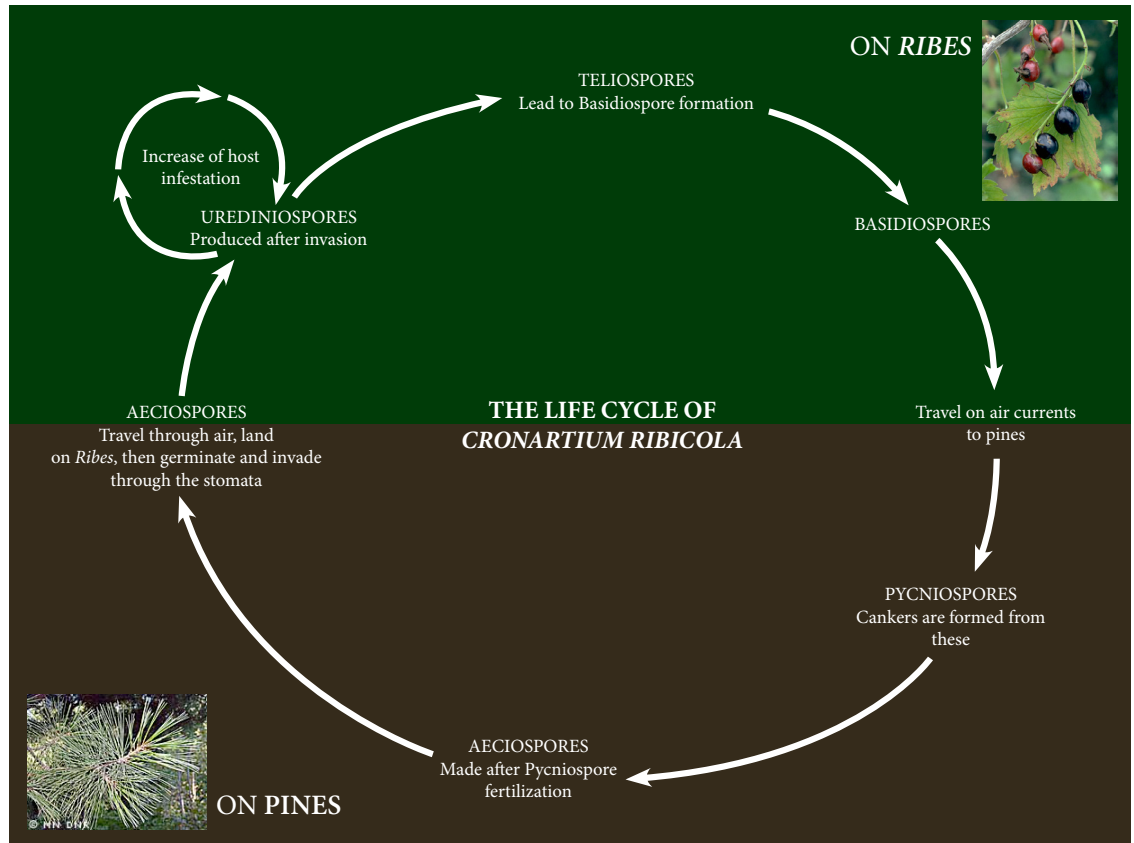 ON RIBES
TELIOSPORES
Lead to Basidiospore formation
Increase of host
infestation
UREDINIOSPORES
Produced after invasion
BASIDIOSPORES
AECIOSPORES
Travel through air, land
on Ribes, then germinate and invade
through the stomata
THE LIFE CYCLE OF
CRONARTIUM RIBICOLA
Travel on air currents
to pines
PYCNIOSPORES
Cankers are formed from
these
AECIOSPORES
Made after Pycniospore
fertilization
ON PINES
© MN DNR